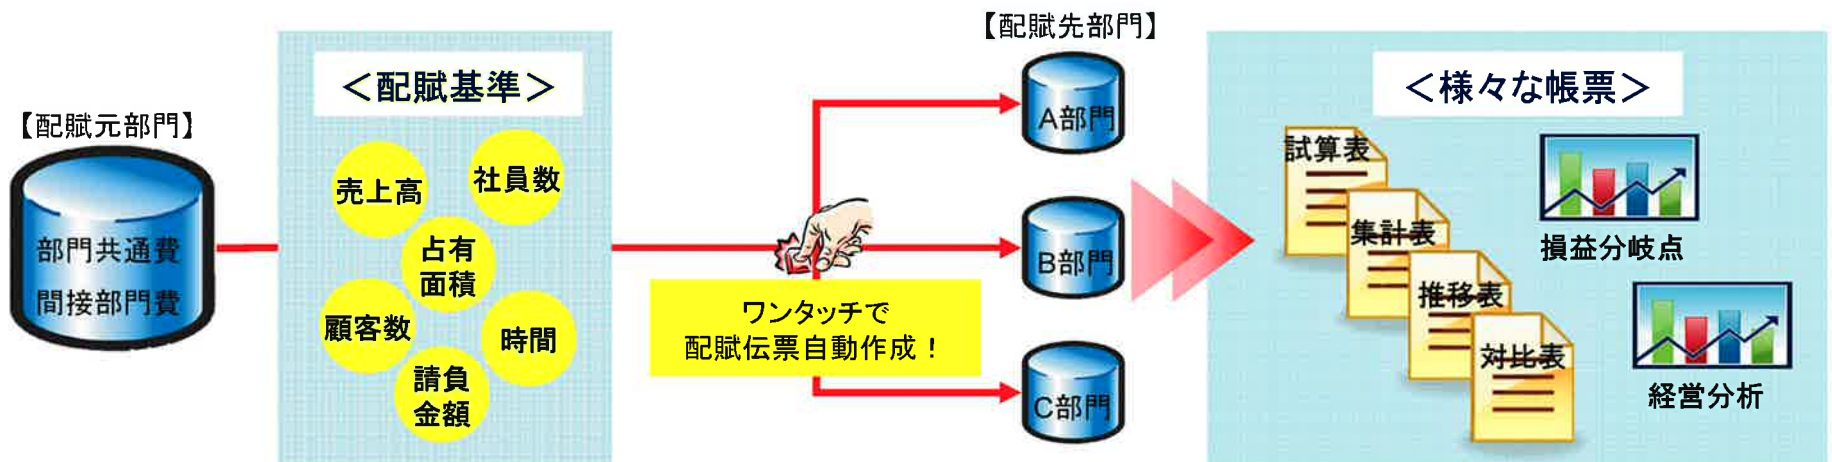 【配賦元部門】
部門共通費
間接部門費
＜配賦基準＞
売上高
社員数
占有
面積
顧客数
時間
請負
金額
ワンタッチで
配賦伝票自動作成！
【配賦先部門】
A部門
B部門
C部門
＜様々な帳票＞
試算表
集計表
推移表
対比表
損益分岐点
経営分析